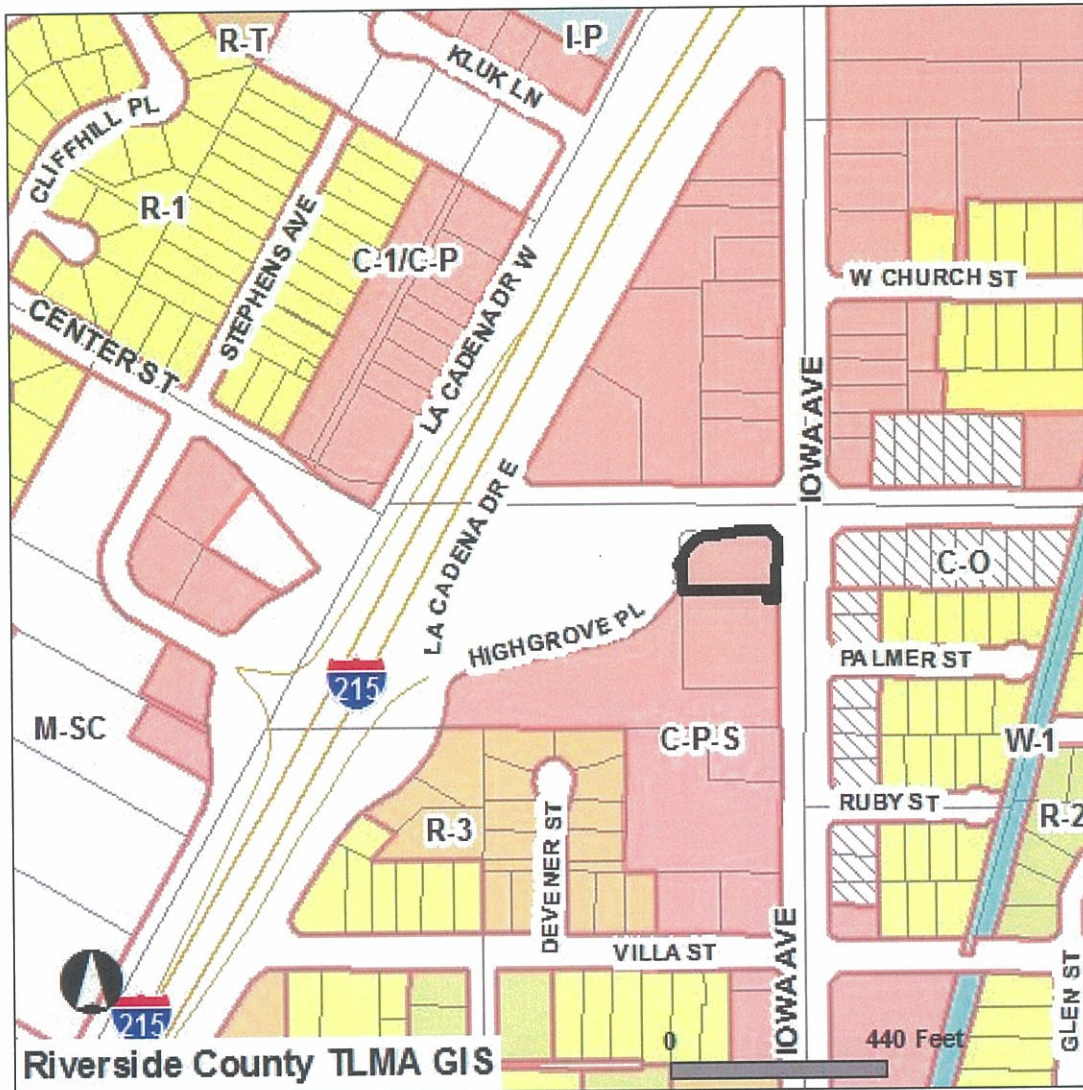 R-T
I-P
KLUK LN
CLIFFHILL PL
R-1
STEPHENS AVE
C-1/C-P
LA CADENA DR W
W CHURCH ST
CENTER ST
IOWA AVE
LA CADENA DR E
C-O
HIGHGROVE PL
PALMER ST
215
M-SC
C-P-S
W-1
RUBY ST
R-3
R-2
DEVENER ST
IOWA AVE
VILLA ST
GLEN ST
215
0 440 Feet
Riverside County TLMA GIS